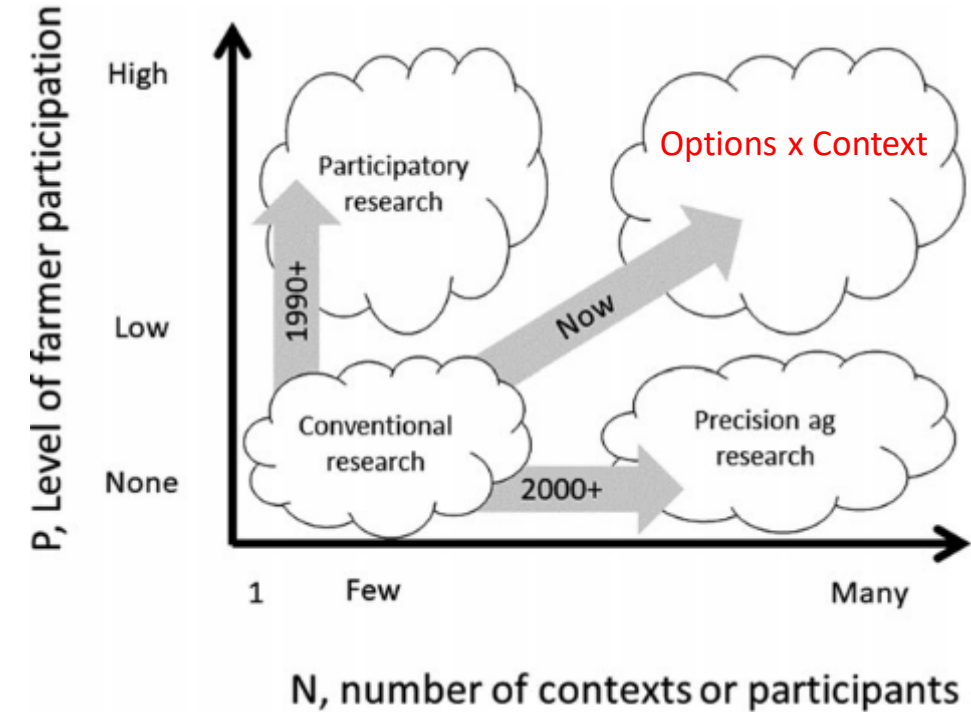 P, Level of farmer participation
High
Low
None
Participatory
research
Options x Context
1990+
Now
Conventional
research
Precision ag
research
2000+
1
Few
Many
N, number of contexts or participants